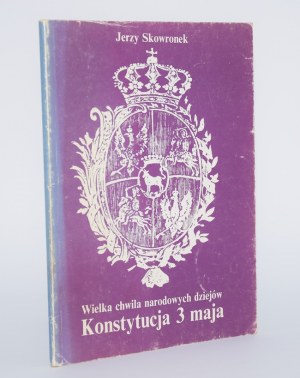 Jerzy Skowronek
Wielka chwila narodowych dziejów
Konstytucja 3 maja